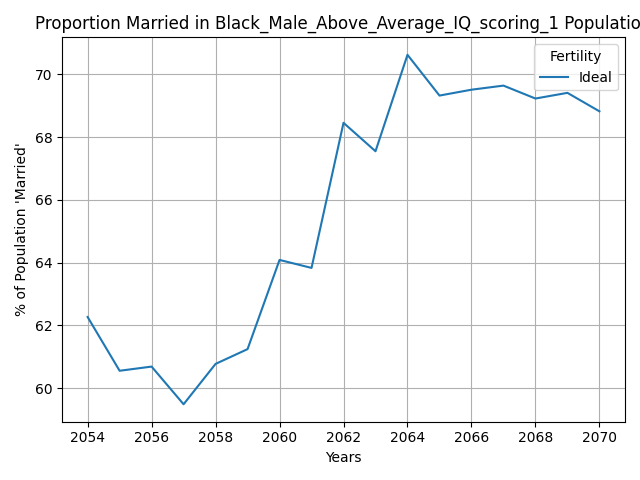 Proportion Married in Black_Male_Above_Average_IQ_scoring_1 Populatio
Fertility
Ideal
% of Population 'Married'
70
68
66
64
62
60
2054 2056 2058 2060 2062 2064 2066 2068 2070
Years